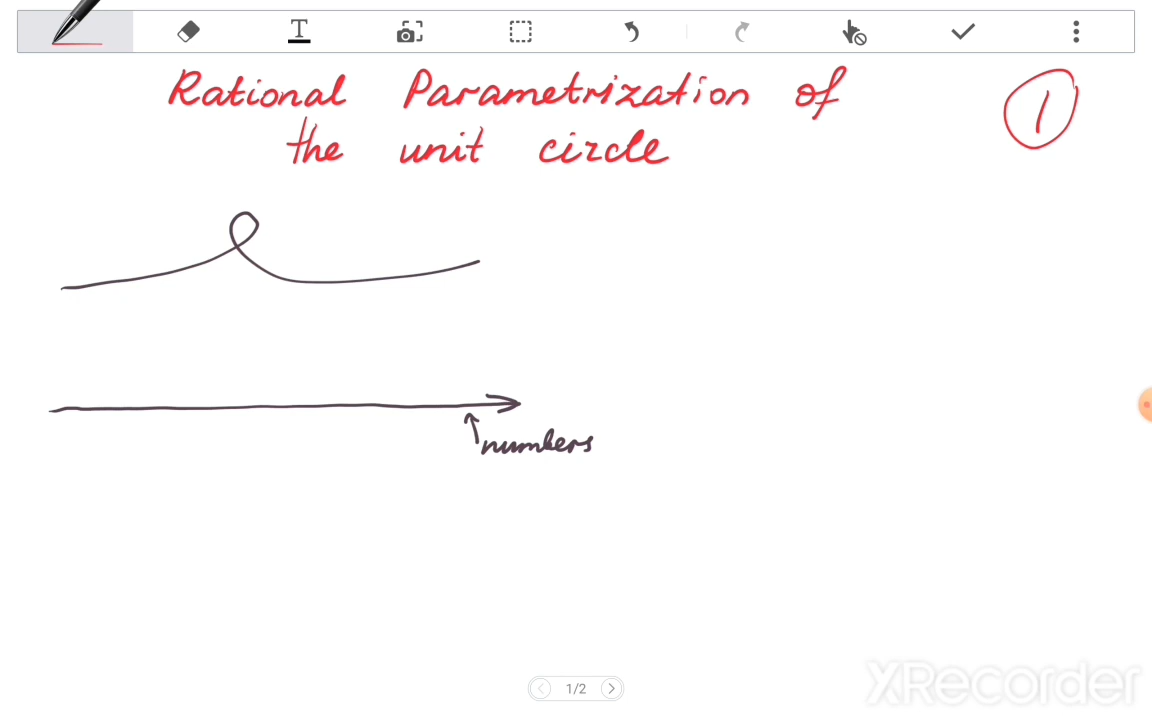 T
Rational Parametrization of
the unit circle
1
numbers
1/2
XRecorder